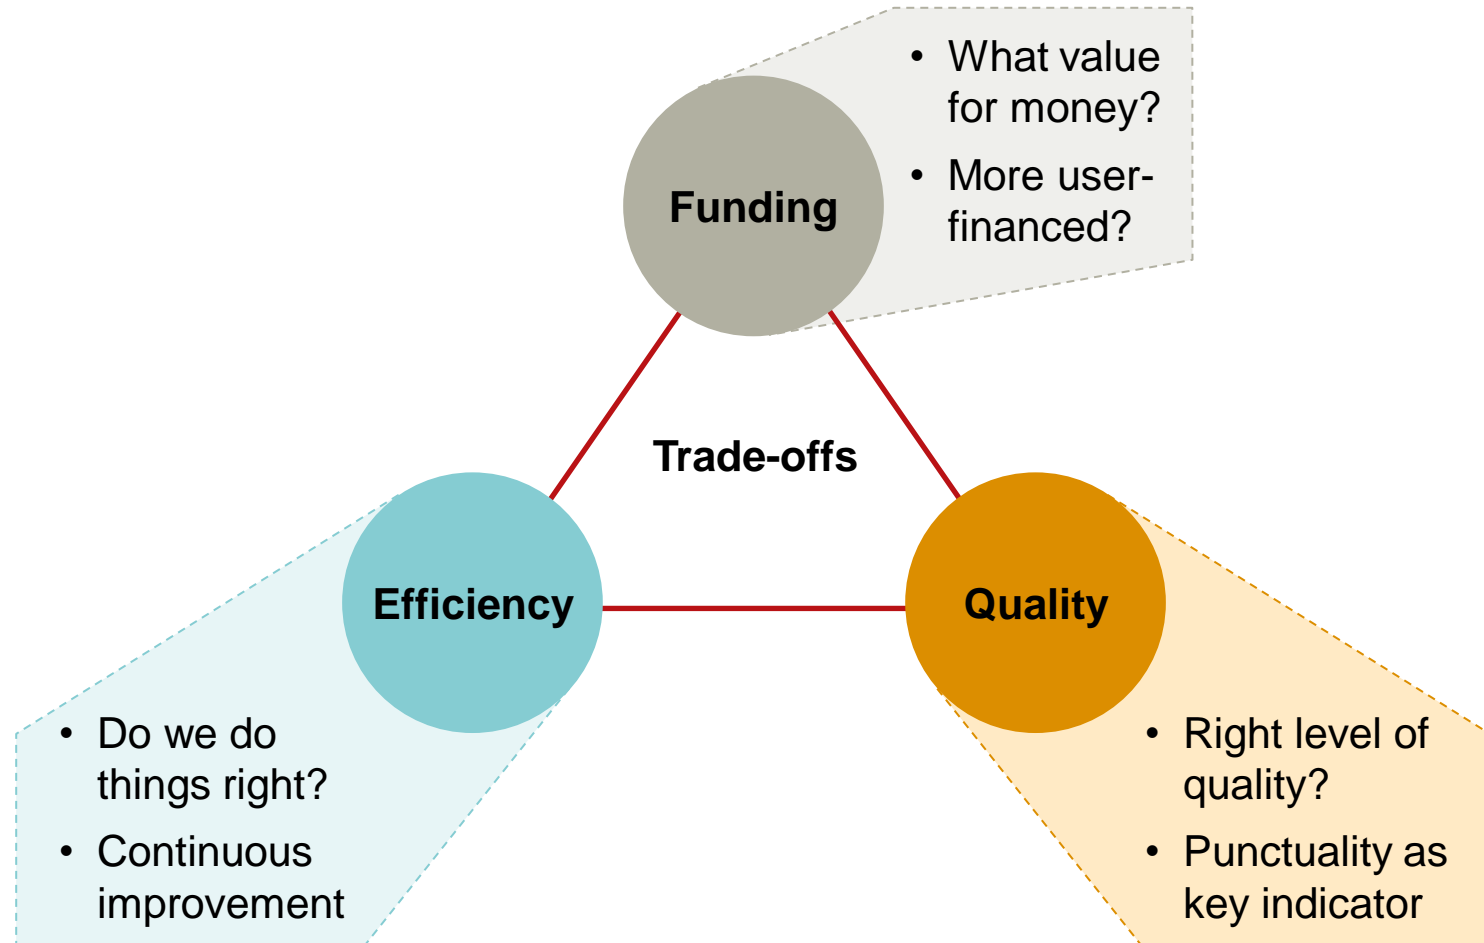 • What value
for money?
• More user-
financed?
Funding
Trade-offs
Efficiency
Quality
• Do we do
things right?
• Continuous
improvement
• Right level of
quality?
• Punctuality as
key indicator